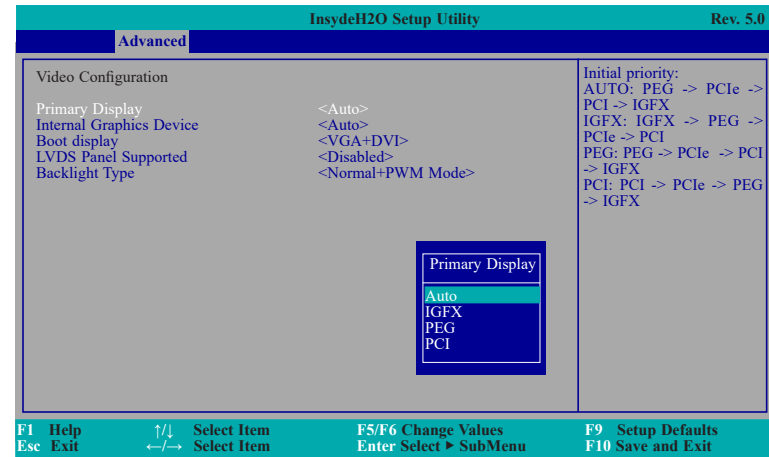 InsydeH2O Setup Utility Rev. 5.0
Advanced
Video Configuration
Primary Display <Auto>
Internal Graphics Device <Auto>
Boot display <VGA+DVI>
LVDS Panel Supported <Disabled>
Backlight Type <Normal+PWM Mode>
Initial priority:
AUTO: PEG -> PCIe ->
PCI -> IGFX
IGFX: IGFX -> PEG ->
PCIe -> PCI
PEG: PEG -> PCIe -> PCI
-> IGFX
PCI: PCI -> PCIe -> PEG
-> IGFX
Primary Display
Auto
IGFX
PEG
PCI
F1 Help ↑/↓ Select Item F5/F6 Change Values F9 Setup Defaults
Esc Exit ←/→ Select Item Enter Select ▶ SubMenu F10 Save and Exit